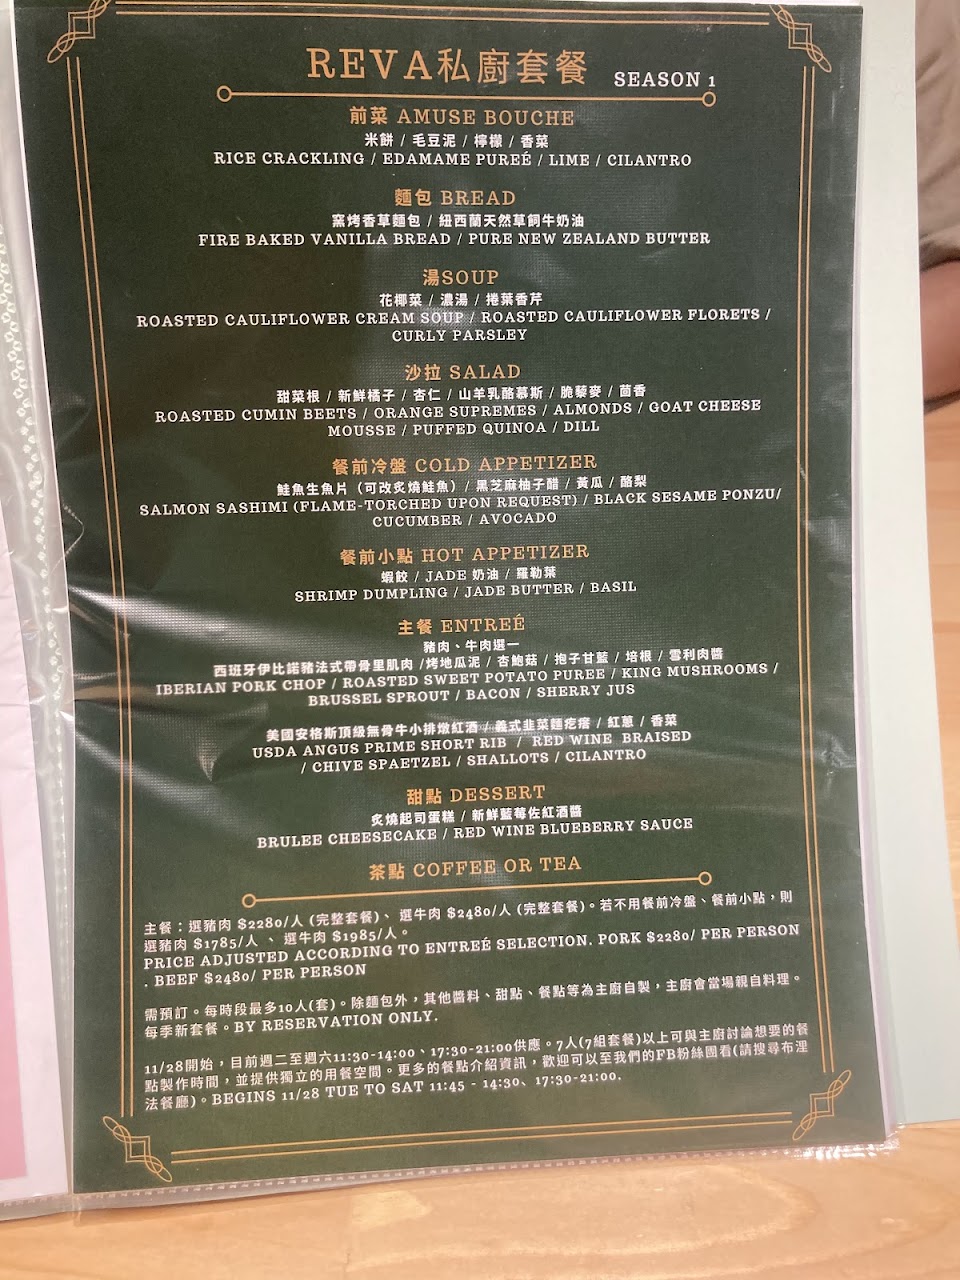 REVA私廚套餐 SEASON 1
前菜 AMUSE BOUCHE
米餅 / 毛豆泥 / 檸檬 / 香菜
RICE CRACKLING / EDAMAME PUREÉ / LIME / CILANTRO
麵包 BREAD
窯烤香草麵包 / 紐西蘭天然草飼牛奶油
FIRE BAKED VANILLA BREAD / PURE NEW ZEALAND BUTTER
湯SOUP
花椰菜 / 濃湯 / 捲葉香芹
ROASTED CAULIFLOWER CREAM SOUP / ROASTED CAULIFLOWER FLORETS /
CURLY PARSLEY
沙拉 SALAD
甜菜根 / 新鮮橘子 / 杏仁 / 山羊乳酪慕斯 / 脆藜麥 / 茴香
ROASTED CUMIN BEETS / ORANGE SUPREMES / ALMONDS / GOAT CHEESE
MOUSSE / PUFFED QUINOA / DILL
餐前冷盤 COLD APPETIZER
鮭魚生魚片（可改炙燒鮭魚）/ 黑芝麻柚子醋 / 黃瓜 / 酪梨
SALMON SASHIMI (FLAME-TORCHED UPON REQUEST) / BLACK SESAME PONZU/
CUCUMBER / AVOCADO
餐前小點 HOT APPETIZER
蝦餃 / JADE 奶油 / 羅勒葉
SHRIMP DUMPLING / JADE BUTTER / BASIL
主餐 ENTREÉ
豬肉、牛肉選一
西班牙伊比諾豬法式帶骨里肌肉 /烤地瓜泥 / 杏鮑菇 / 抱子甘藍 / 培根 / 雪利肉醬
IBERIAN PORK CHOP / ROASTED SWEET POTATO PUREE / KING MUSHROOMS /
BRUSSEL SPROUT / BACON / SHERRY JUS
美國安格斯頂級無骨牛小排燉紅酒 / 義式韭菜麵疙瘩 / 紅蔥 / 香菜
USDA ANGUS PRIME SHORT RIB / RED WINE BRAISED
/ CHIVE SPAETZEL / SHALLOTS / CILANTRO
甜點 DESSERT
炙燒起司蛋糕 / 新鮮藍莓佐紅酒醬
BRULEE CHEESECAKE / RED WINE BLUEBERRY SAUCE
茶點 COFFEE OR TEA
主餐：選豬肉 $2280/人 (完整套餐)、 選牛肉 $2480/人 (完整套餐)。若不用餐前冷盤、餐前小點，則
選豬肉 $1785/人 、 選牛肉 $1985/人。
PRICE ADJUSTED ACCORDING TO ENTREÉ SELECTION. PORK $2280/ PER PERSON
. BEEF $2480/ PER PERSON
需預訂。每時段最多10人(套)。除麵包外，其他醬料、甜點、餐點等為主廚自製，主廚會當場親自料理。
每季新套餐。BY RESERVATION ONLY.
11/28開始，目前週二至週六11:30-14:00、17:30-21:00供應。7人(7組套餐)以上可與主廚討論想要的餐
點製作時間，並提供獨立的用餐空間。更多的餐點介紹資訊，歡迎可以至我們的FB粉絲團看(請搜尋布浬
法餐廳)。BEGINS 11/28 TUE TO SAT 11:45 - 14:30、17:30-21:00.